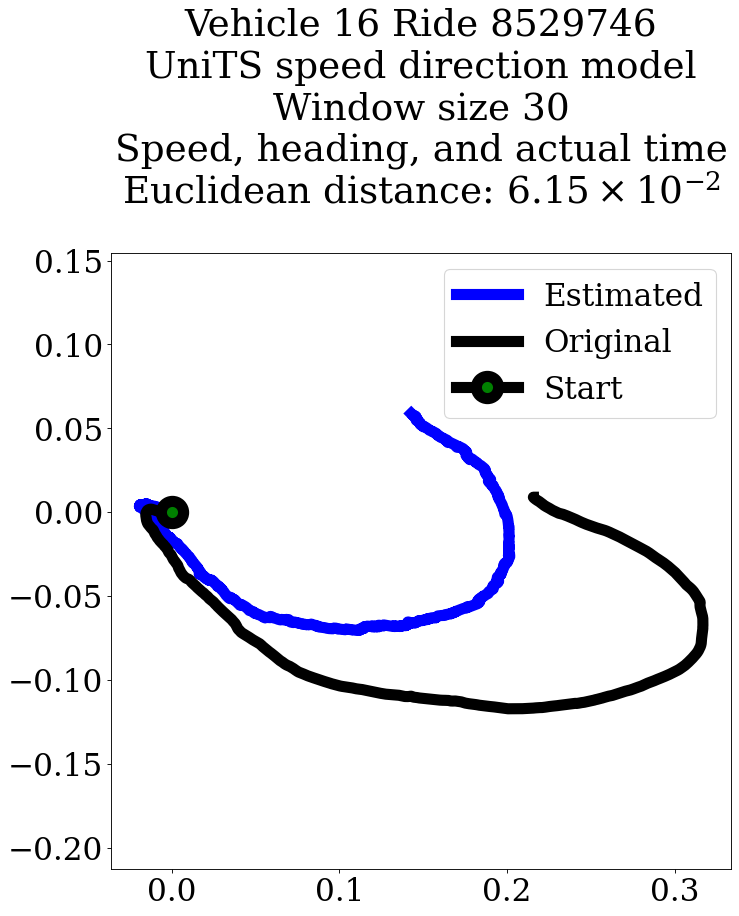 Vehicle 16 Ride 8529746
UniTS speed direction model
Window size 30
Speed, heading, and actual time
Euclidean distance: 6.15 × 10⁻²
Estimated
Original
Start
0.15
0.10
0.05
0.00
−0.05
−0.10
−0.15
−0.20
0.0 0.1 0.2 0.3